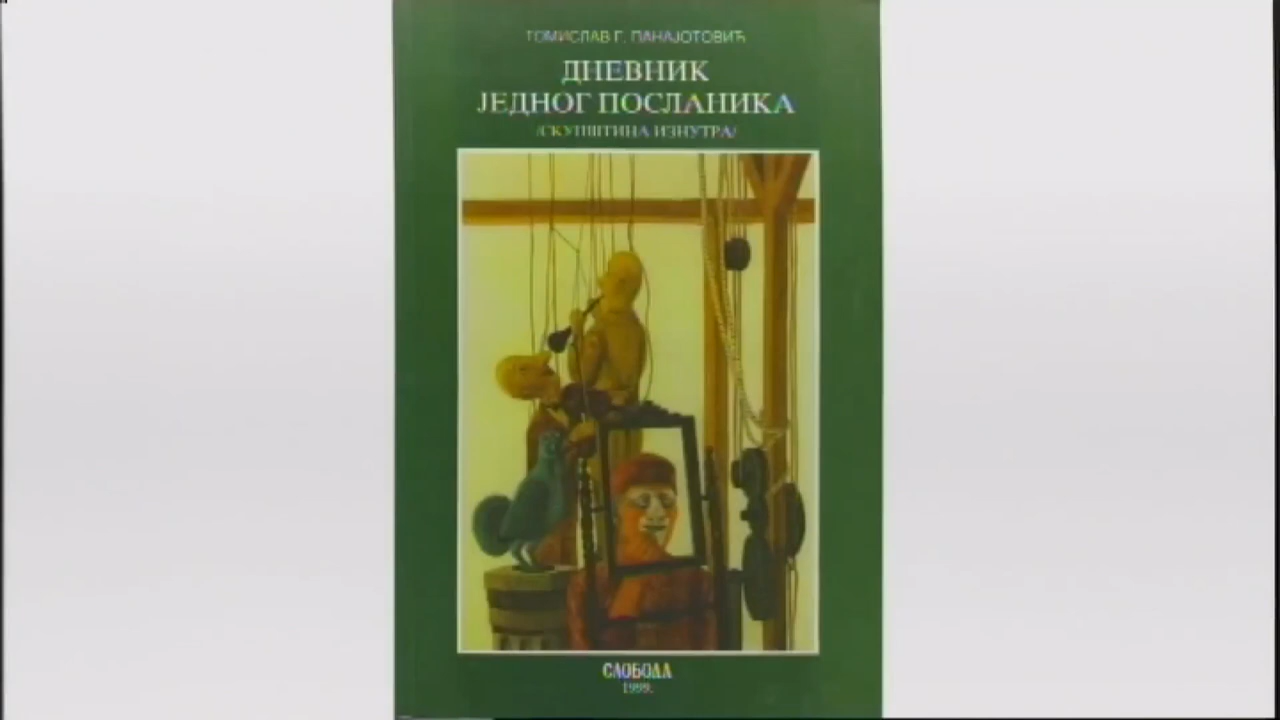 ТОМИСЛАВ Г. ПАНАЈОТОВИЋ
ДНЕВНИК
ЈЕДНОГ ПОСЛАНИКА
/СКУПШТИНА ИЗНУТРА/
СЛОБОДА
1999.